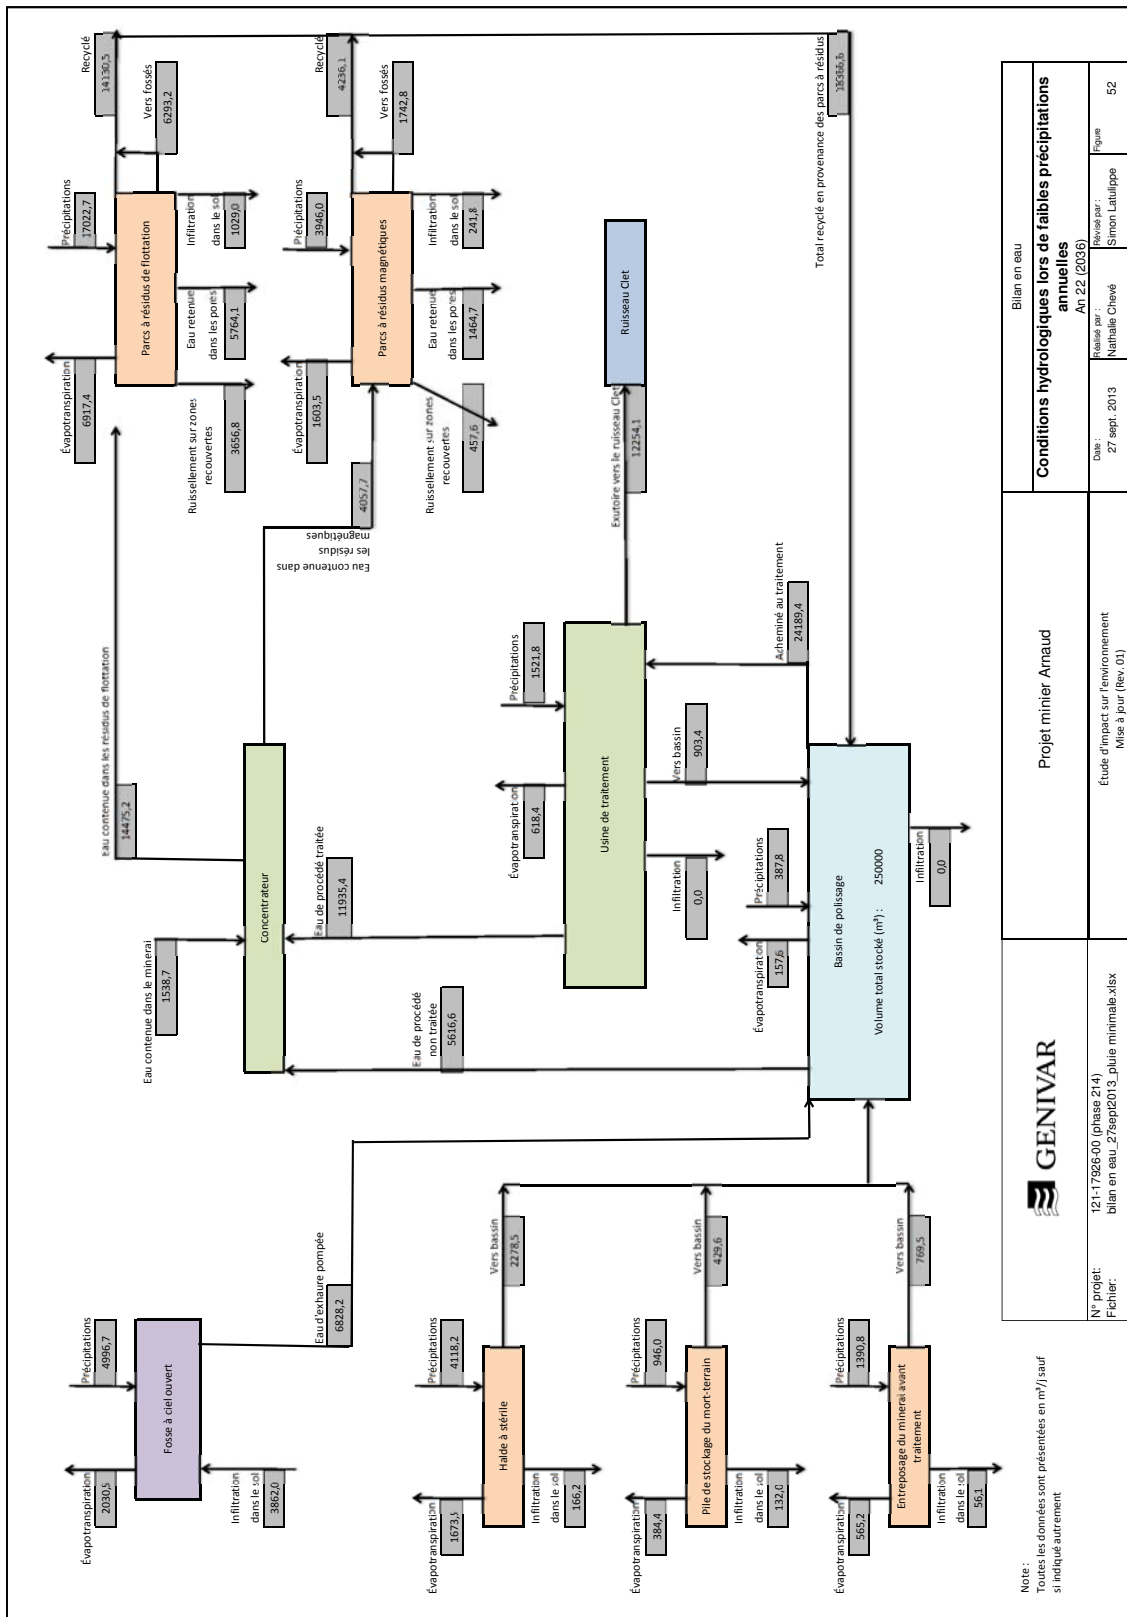 Évapotranspiration
2030,5
Précipitations
4996,7
Fosse à ciel ouvert
Infiltration
dans le sol
3862,0
Eau d'exhaure pompée
6828,2
Évapotranspiration
1673,5
Précipitations
4118,2
Halde à stérile
Infiltration
dans le sol
166,2
Vers bassin
2278,5
Évapotranspiration
384,4
Précipitations
946,0
Pile de stockage du mort-terrain
Infiltration
dans le sol
132,0
Vers bassin
429,6
Évapotranspiration
565,2
Précipitations
1390,8
Entreposage du minerai avant
traitement
Infiltration
dans le sol
56,1
Vers bassin
769,5
Eau contenue dans le minerai
1538,7
Concentrateur
Eau contenue dans les résidus de flottation
14475,2
Eau contenue dans
les résidus
magnétiques
4057,7
Eau de procédé
non traitée
5616,6
Eau de procédé traitée
11935,4
Évapotranspiration
618,4
Précipitations
1521,8
Usine de traitement
Infiltration
0,0
Vers bassin
903,4
Acheminé au traitement
24189,4
Exutoire vers le ruisseau Clet
12254,1
Ruisseau Clet
Évapotranspiration
157,6
Précipitations
387,8
Bassin de polissage
Volume total stocké (m³) : 250000
Infiltration
0,0
Évapotranspiration
6917,4
Précipitations
17022,7
Parcs à résidus de flottation
Ruissellement sur zones
recouvertes
3656,8
Eau retenue
dans les pores
5764,1
Infiltration
dans le sol
1029,0
Vers fossés
6293,2
Recyclé
14130,5
Évapotranspiration
1603,5
Précipitations
3946,0
Parcs à résidus magnétiques
Ruissellement sur zones
recouvertes
457,6
Eau retenue
dans les pores
1464,7
Infiltration
dans le sol
241,8
Vers fossés
1742,8
Recyclé
4236,1
Total recyclé en provenance des parcs à résidus
18366,6
Note :
Toutes les données sont présentées en m³/j sauf
si indiqué autrement
GENIVAR
N° projet: 121-17926-00 (phase 214)
Fichier: bilan en eau_27sept2013_pluie minimale.xlsx
Projet minier Arnaud
Étude d'impact sur l'environnement
Mise à jour (Rev. 01)
Bilan en eau
Conditions hydrologiques lors de faibles précipitations
annuelles
An 22 (2036)
Date : 27 sept. 2013
Réalisé par : Nathalie Chevé
Révisé par : Simon Latulippe
Figure 52